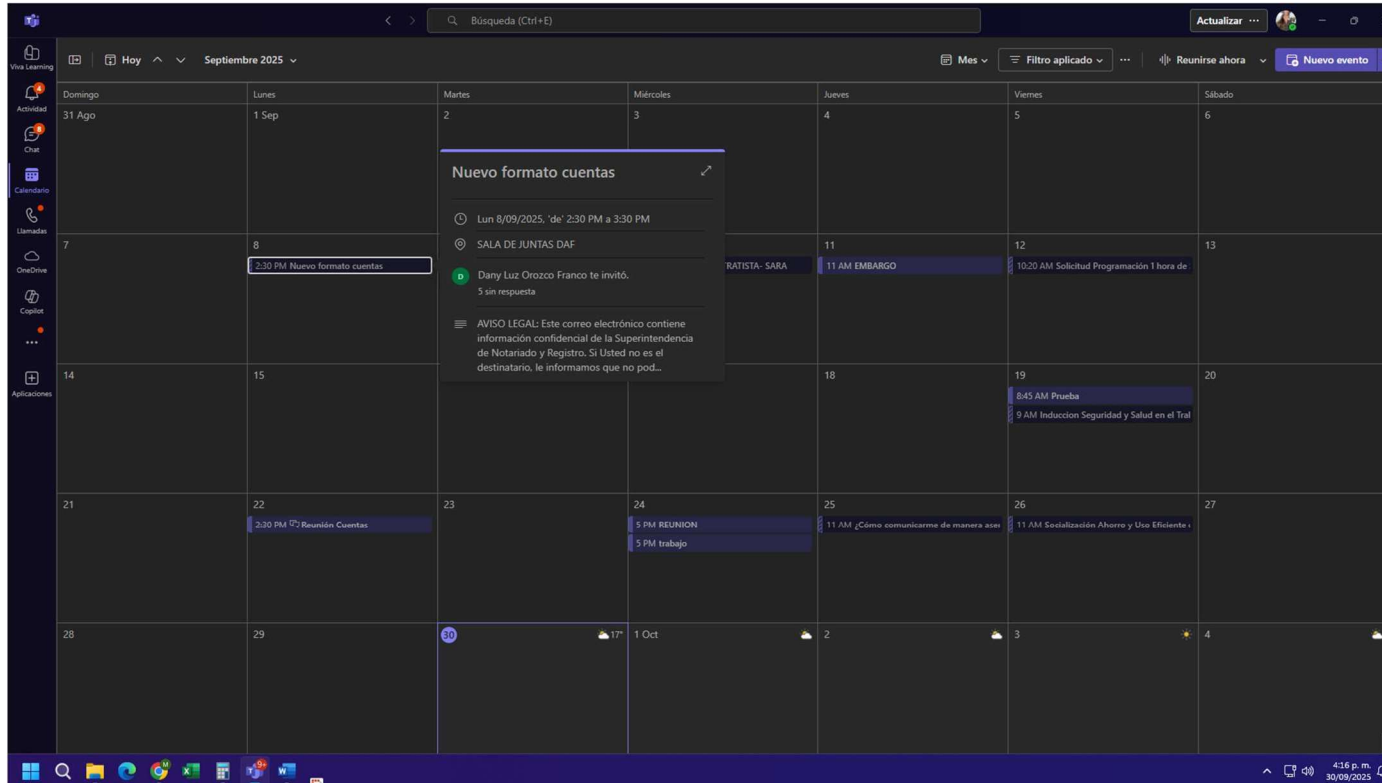 Búsqueda (Ctrl+E)
Actualizar ···
Viva Learning
Hoy
Septiembre 2025
Mes
Filtro aplicado
···
Reunirse ahora
Nuevo evento
4
Actividad
8
Chat
Calendario
Llamadas
OneDrive
Copilot
···
Aplicaciones
Domingo
Lunes
Martes
Miércoles
Jueves
Viernes
Sábado
31 Ago
1 Sep
2
3
4
5
6
Nuevo formato cuentas
Lun 8/09/2025, 'de' 2:30 PM a 3:30 PM
SALA DE JUNTAS DAF
D
Dany Luz Orozco Franco te invitó.
5 sin respuesta
AVISO LEGAL: Este correo electrónico contiene
información confidencial de la Superintendencia
de Notariado y Registro. Si Usted no es el
destinatario, le informamos que no pod...
7
8
2:30 PM Nuevo formato cuentas
RATISTA- SARA
11
11 AM EMBARGO
12
10:20 AM Solicitud Programación 1 hora de
13
14
15
18
19
8:45 AM Prueba
9 AM Induccion Seguridad y Salud en el Tral
20
21
22
2:30 PM Reunión Cuentas
23
24
5 PM REUNION
5 PM trabajo
25
11 AM ¿Cómo comunicarme de manera aser
26
11 AM Socialización Ahorro y Uso Eficiente
27
28
29
30
17°
1 Oct
2
3
4
9+
4:16 p. m.
30/09/2025